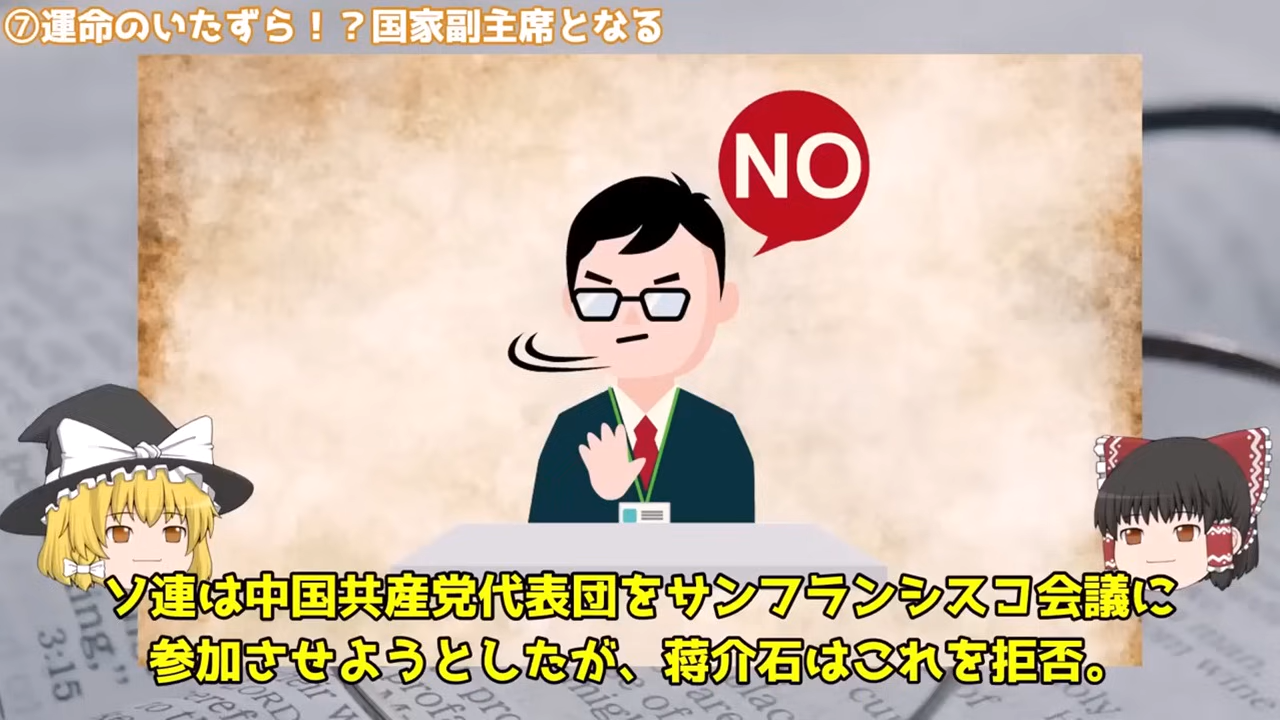 ⑦運命のいたずら！？国家副主席となる
NO
ソ連は中国共産党代表団をサンフランシスコ会議に
参加させようとしたが、蒋介石はこれを拒否。
3:15